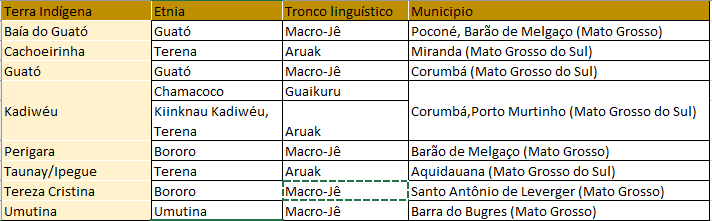 Terra Indígena Etnia Tronco linguístico Municipio
Baía do Guató Guató Macro-Jê Poconé, Barão de Melgaço (Mato Grosso)
Cachoeirinha Terena Aruak Miranda (Mato Grosso do Sul)
Guató Guató Macro-Jê Corumbá (Mato Grosso do Sul)
Chamacoco Guaikuru
Kadiwéu Kiinknau Kadiwéu, Corumbá,Porto Murtinho (Mato Grosso do Sul)
Terena Aruak
Perigara Bororo Macro-Jê Barão de Melgaço (Mato Grosso)
Taunay/Ipegue Terena Aruak Aquidauana (Mato Grosso do Sul)
Tereza Cristina Bororo Macro-Jê Santo Antônio de Leverger (Mato Grosso)
Umutina Umutina Macro-Jê Barra do Bugres (Mato Grosso)